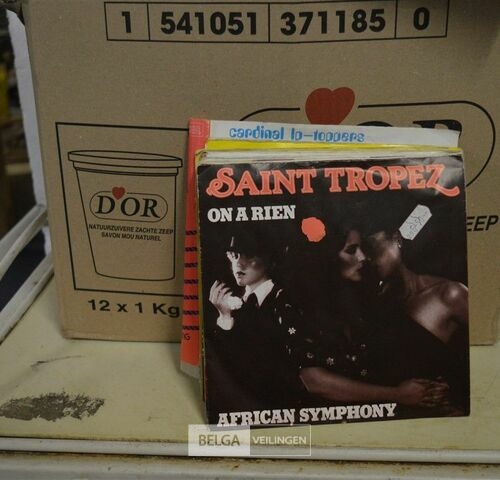 1 541051 371185 0
cardinal lp-toppers
D'OR
NATUURZUIVERE ZACHTE ZEEP
SAVON MOU NATUREL
12 x 1 Kg
EEP
SAINT TROPEZ
ON A RIEN
AFRICAN SYMPHONY
BELGA VEILINGEN